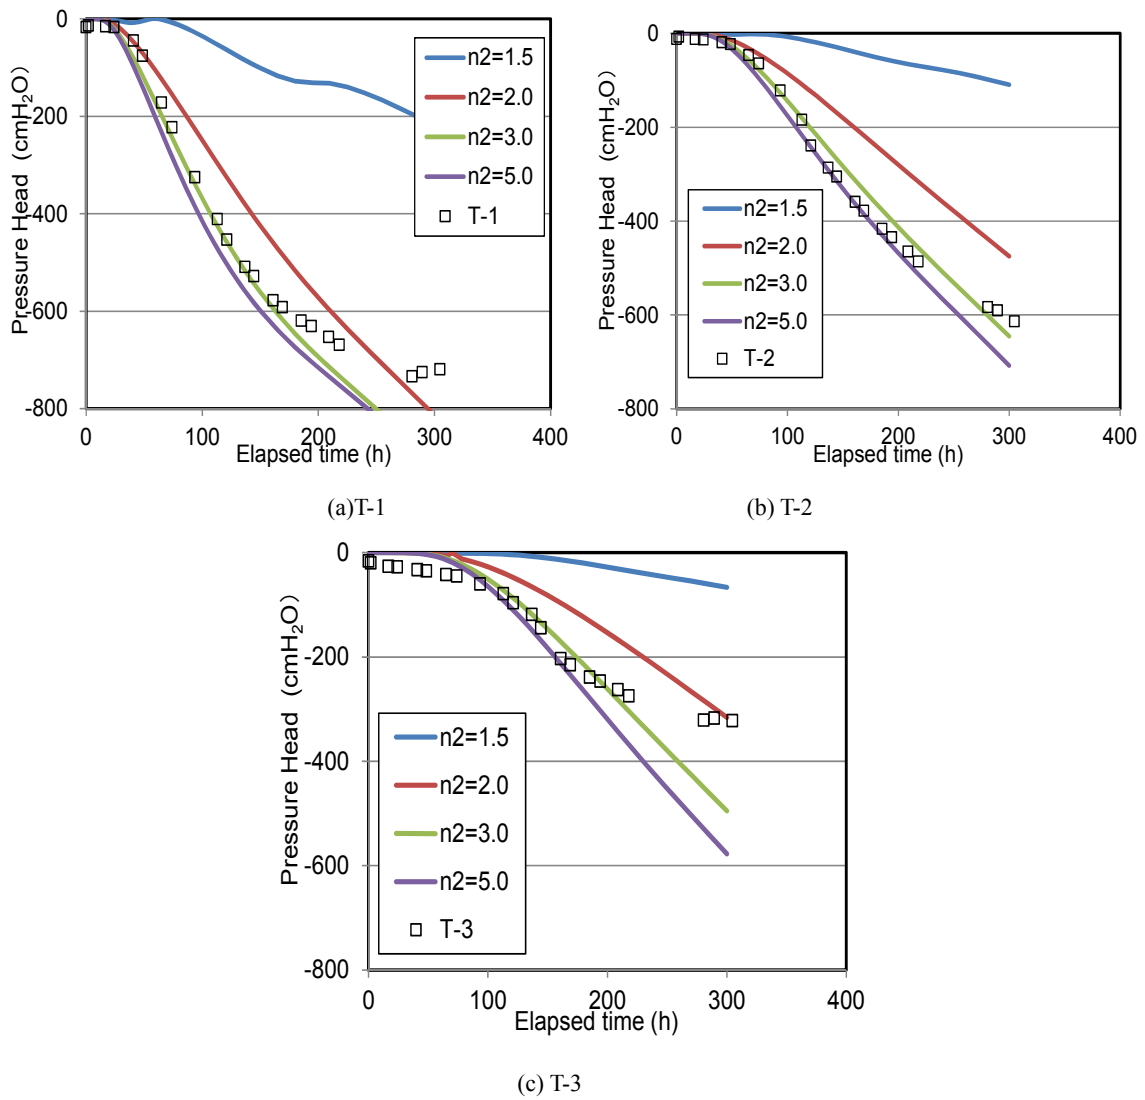 0
-200
-400
-600
-800
Pressure Head (cmH₂O)
n2=1.5
n2=2.0
n2=3.0
n2=5.0
T-1
0
100
200
300
400
Elapsed time (h)
(a)T-1
0
-200
-400
-600
-800
Pressure Head (cmH₂O)
n2=1.5
n2=2.0
n2=3.0
n2=5.0
T-2
0
100
200
300
400
Elapsed time (h)
(b) T-2
0
-200
-400
-600
-800
Pressure Head (cmH₂O)
n2=1.5
n2=2.0
n2=3.0
n2=5.0
T-3
0
100
200
300
400
Elapsed time (h)
(c) T-3